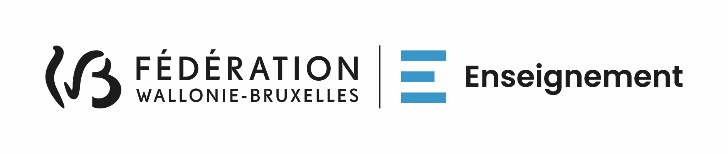 FÉDÉRATION
WALLONIE-BRUXELLES
Enseignement